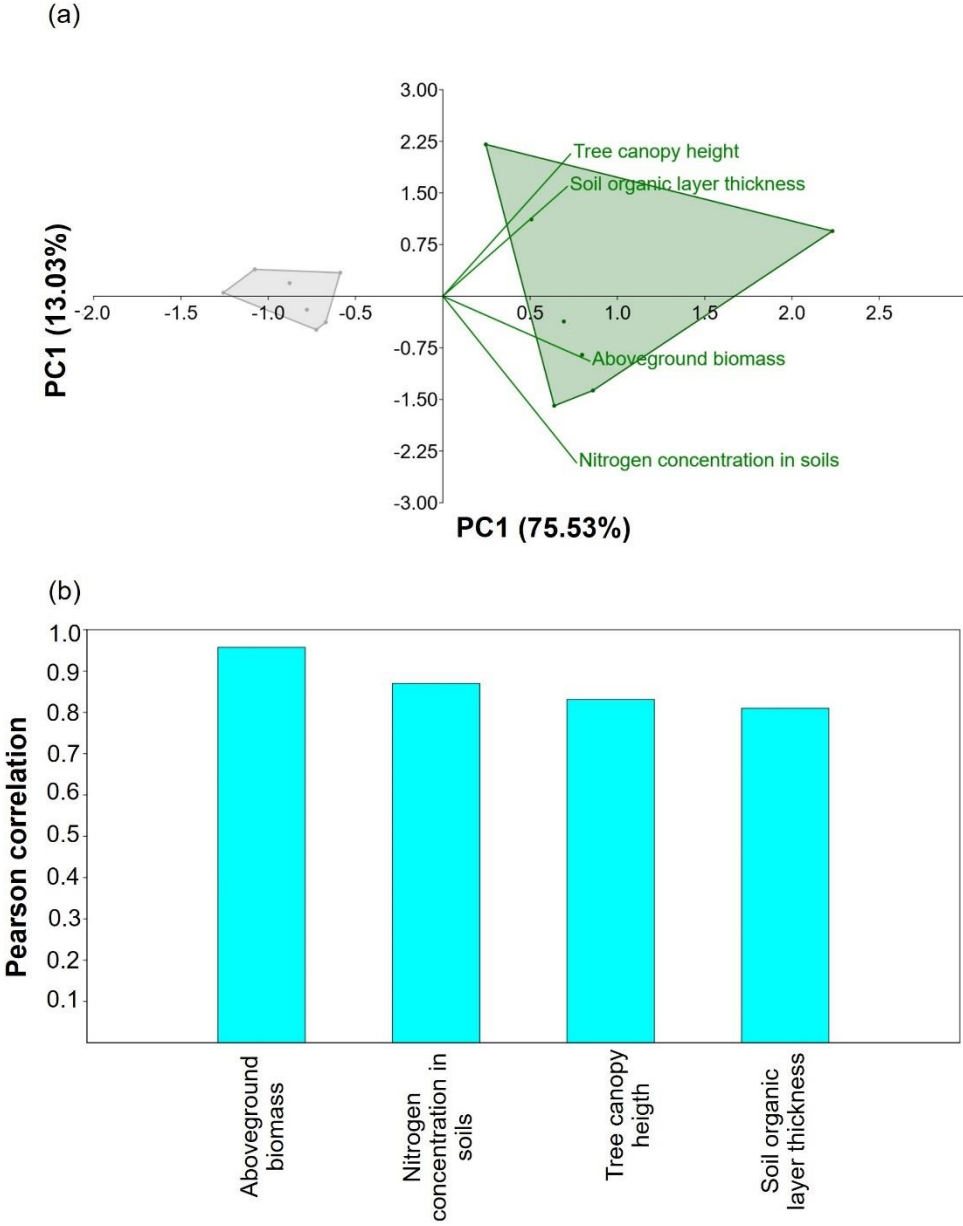 (a)
3.00
2.25
1.50
0.75
-0.75
-1.50
-2.25
-3.00
-2.0 -1.5 -1.0 -0.5 0.5 1.0 1.5 2.0 2.5
PC1 (13.03%)
Tree canopy height
Soil organic layer thickness
Aboveground biomass
Nitrogen concentration in soils
PC1 (75.53%)
(b)
1.0
0.9
0.8
0.7
0.6
0.5
0.4
0.3
0.2
0.1
Pearson correlation
Aboveground
biomass
Nitrogen
concentration in
soils
Tree canopy
heigth
Soil organic
layer thickness